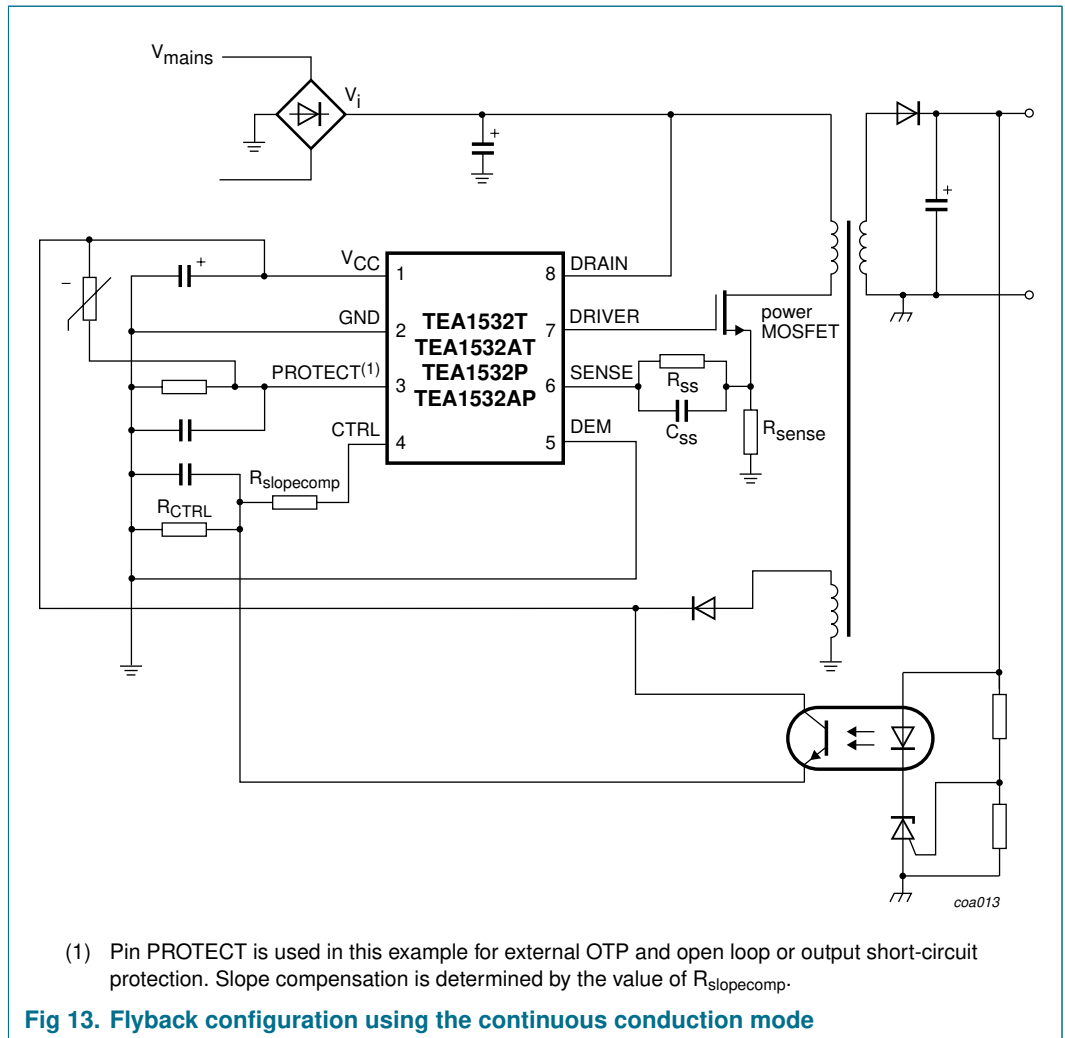 Vmains
Vi
+
+
VCC
+
1
8
DRAIN
−
GND
2
TEA1532T
7
DRIVER
power
MOSFET
TEA1532AT
PROTECT(1)
3
TEA1532P
6
SENSE
Rss
TEA1532AP
CTRL
4
5
DEM
Css
Rsense
Rslopecomp
RCTRL
coa013
(1) Pin PROTECT is used in this example for external OTP and open loop or output short-circuit
protection. Slope compensation is determined by the value of Rslopecomp.
Fig 13. Flyback configuration using the continuous conduction mode